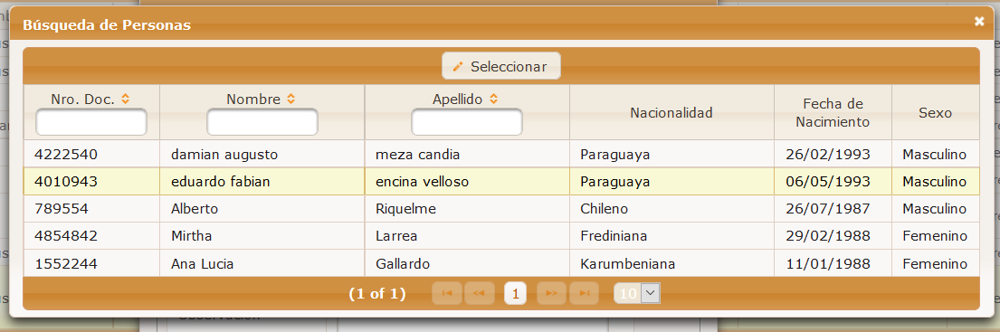 Búsqueda de Personas
Seleccionar
Nro. Doc. Nombre Apellido Nacionalidad Fecha de Nacimiento Sexo
4222540 damian augusto meza candia Paraguaya 26/02/1993 Masculino
4010943 eduardo fabian encina velloso Paraguaya 06/05/1993 Masculino
789554 Alberto Riquelme Chileno 26/07/1987 Masculino
4854842 Mirtha Larrea Frediniana 29/02/1988 Femenino
1552244 Ana Lucia Gallardo Karumbeniana 11/01/1988 Femenino
(1 of 1) 1 10
Observación